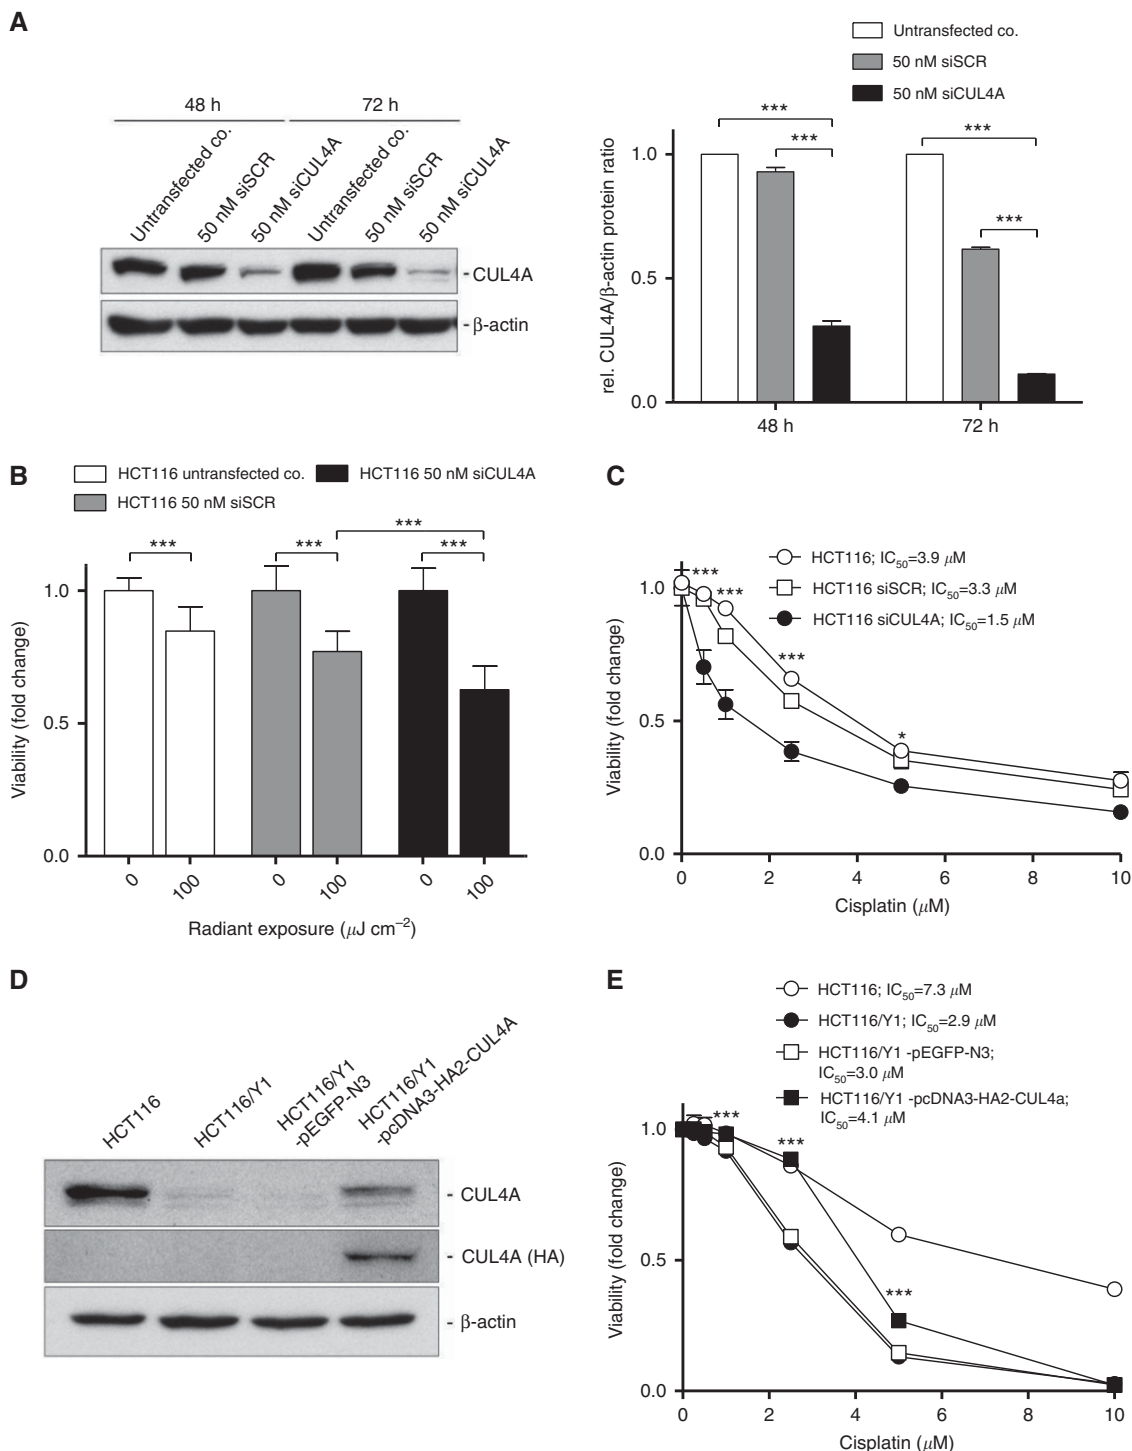 A
48 h
72 h
Untransfected co.
50 nM siSCR
50 nM siCUL4A
Untransfected co.
50 nM siSCR
50 nM siCUL4A
- CUL4A
- β-actin
Untransfected co.
50 nM siSCR
50 nM siCUL4A
***
***
***
***
rel. CUL4A/β-actin protein ratio
1.0
0.5
0.0
48 h
72 h
B
HCT116 untransfected co.
HCT116 50 nM siCUL4A
HCT116 50 nM siSCR
***
***
***
***
Viability (fold change)
1.0
0.5
0.0
0
100
0
100
0
100
Radiant exposure (μJ cm⁻²)
C
HCT116; IC₅₀=3.9 μM
HCT116 siSCR; IC₅₀=3.3 μM
HCT116 siCUL4A; IC₅₀=1.5 μM
***
***
***
*
Viability (fold change)
1.0
0.5
0.0
0 2 4 6 8 10
Cisplatin (μM)
D
HCT116
HCT116/Y1
HCT116/Y1
-pEGFP-N3
HCT116/Y1
-pcDNA3-HA2-CUL4A
- CUL4A
- CUL4A (HA)
- β-actin
E
HCT116; IC₅₀=7.3 μM
HCT116/Y1; IC₅₀=2.9 μM
HCT116/Y1 -pEGFP-N3;
IC₅₀=3.0 μM
HCT116/Y1 -pcDNA3-HA2-CUL4a;
IC₅₀=4.1 μM
***
***
***
Viability (fold change)
1.0
0.5
0.0
0 2 4 6 8 10
Cisplatin (μM)